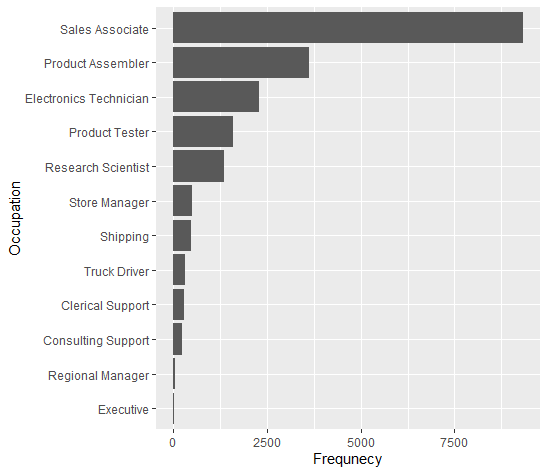 Sales Associate
Product Assembler
Electronics Technician
Product Tester
Research Scientist
Store Manager
Shipping
Truck Driver
Clerical Support
Consulting Support
Regional Manager
Executive
Occupation
0 2500 5000 7500
Frequnecy